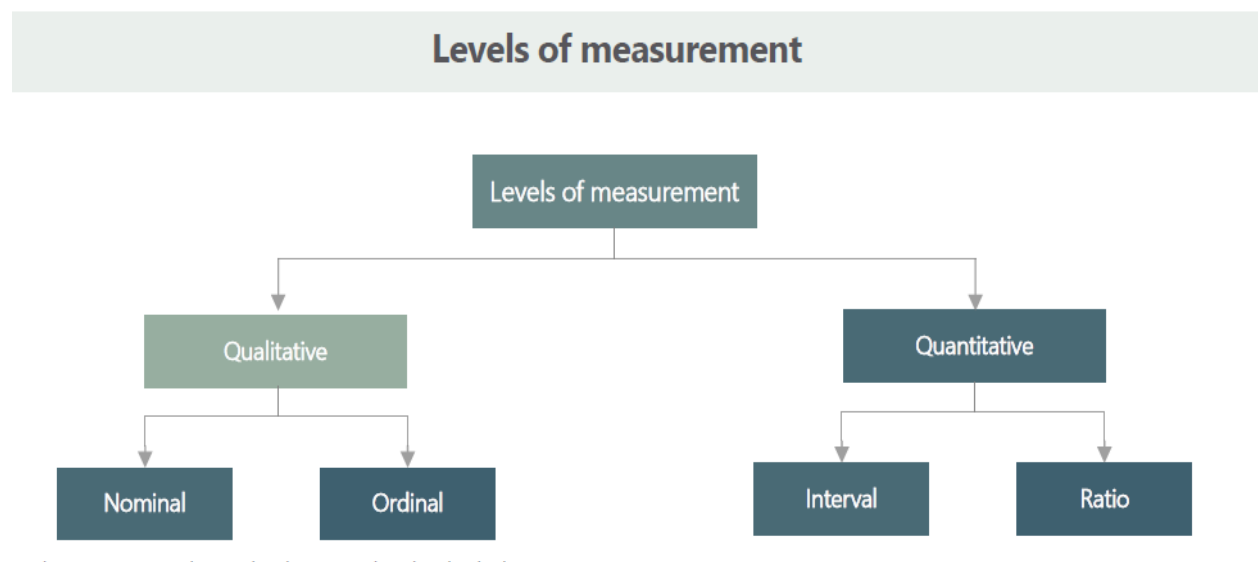 Levels of measurement
Levels of measurement
Qualitative
Quantitative
Nominal
Ordinal
Interval
Ratio